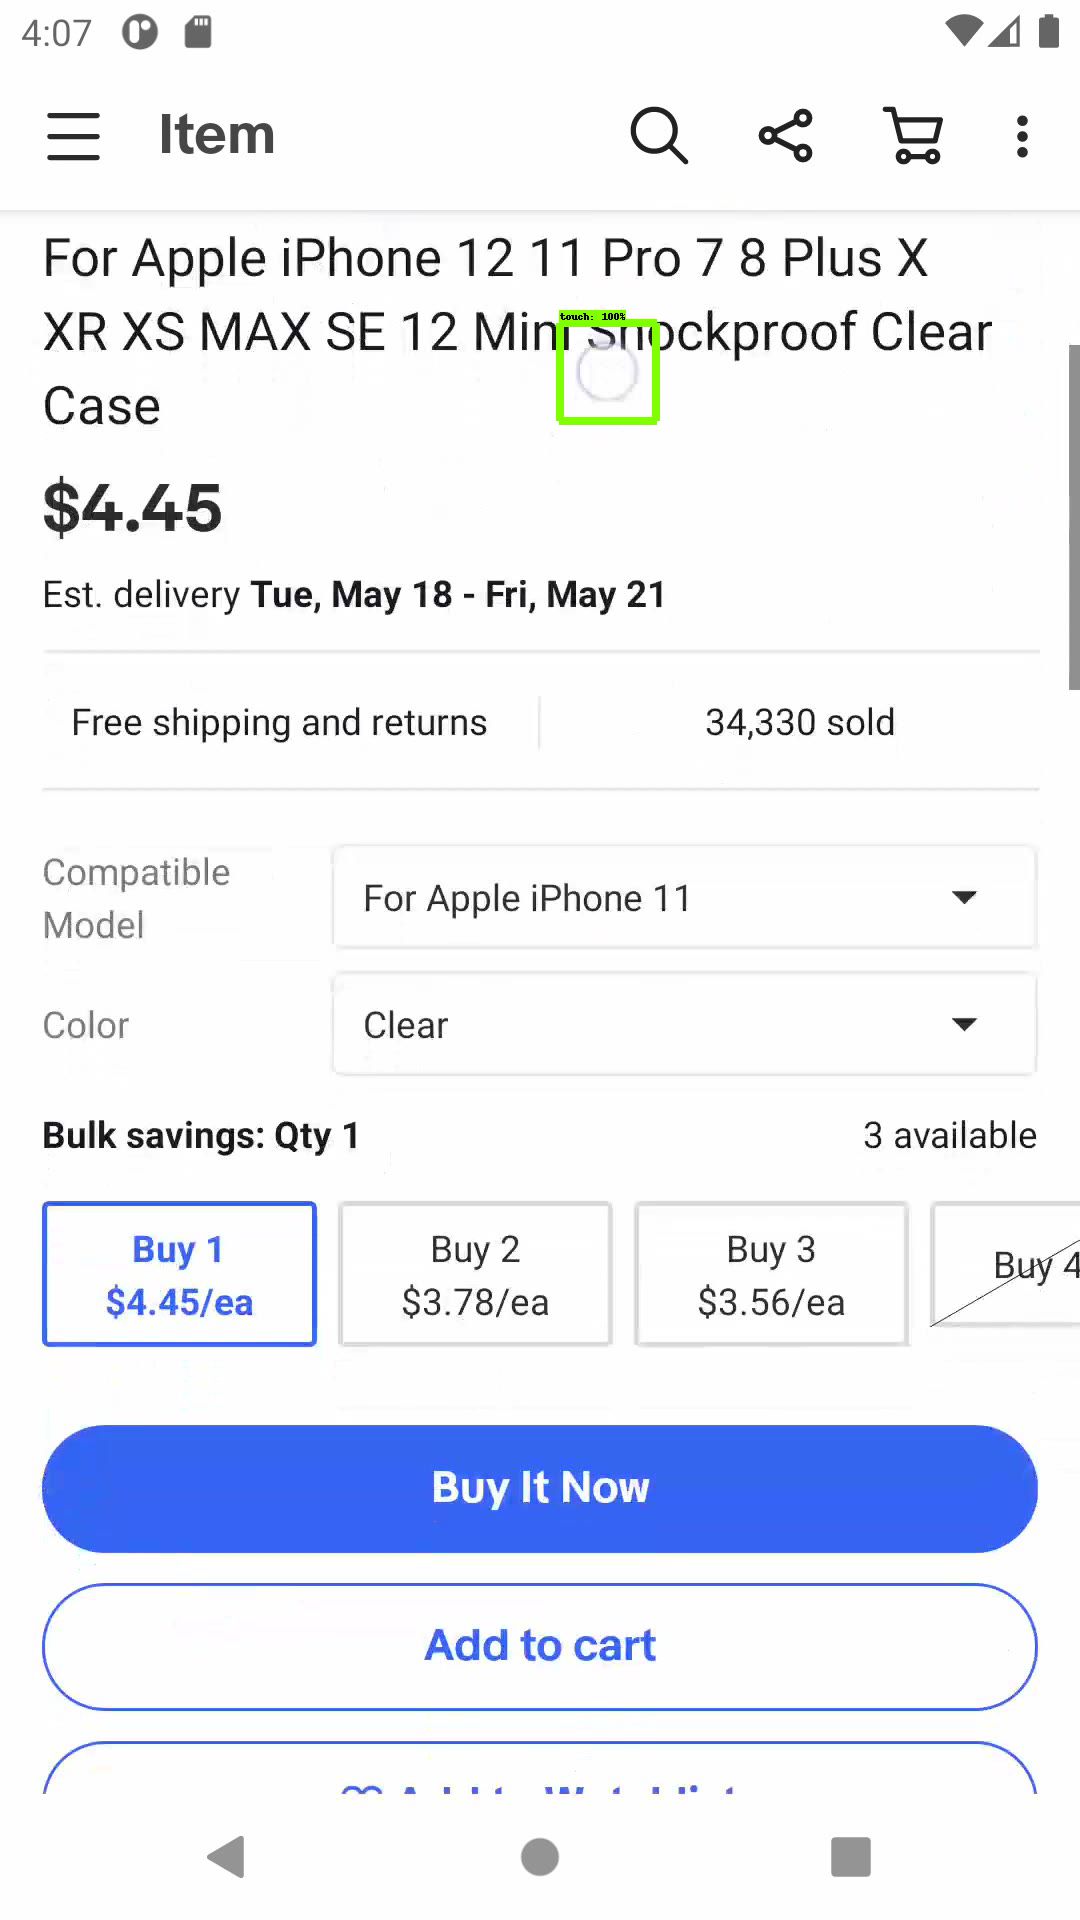 4:07
Item
touch: 100%
For Apple iPhone 12 11 Pro 7 8 Plus X
XR XS MAX SE 12 Mini Shockproof Clear
Case
$4.45
Est. delivery Tue, May 18 - Fri, May 21
Free shipping and returns
34,330 sold
Compatible
Model
For Apple iPhone 11
Color
Clear
Bulk savings: Qty 1
3 available
Buy 1
$4.45/ea
Buy 2
$3.78/ea
Buy 3
$3.56/ea
Buy 4
Buy It Now
Add to cart
Add to Watchlist